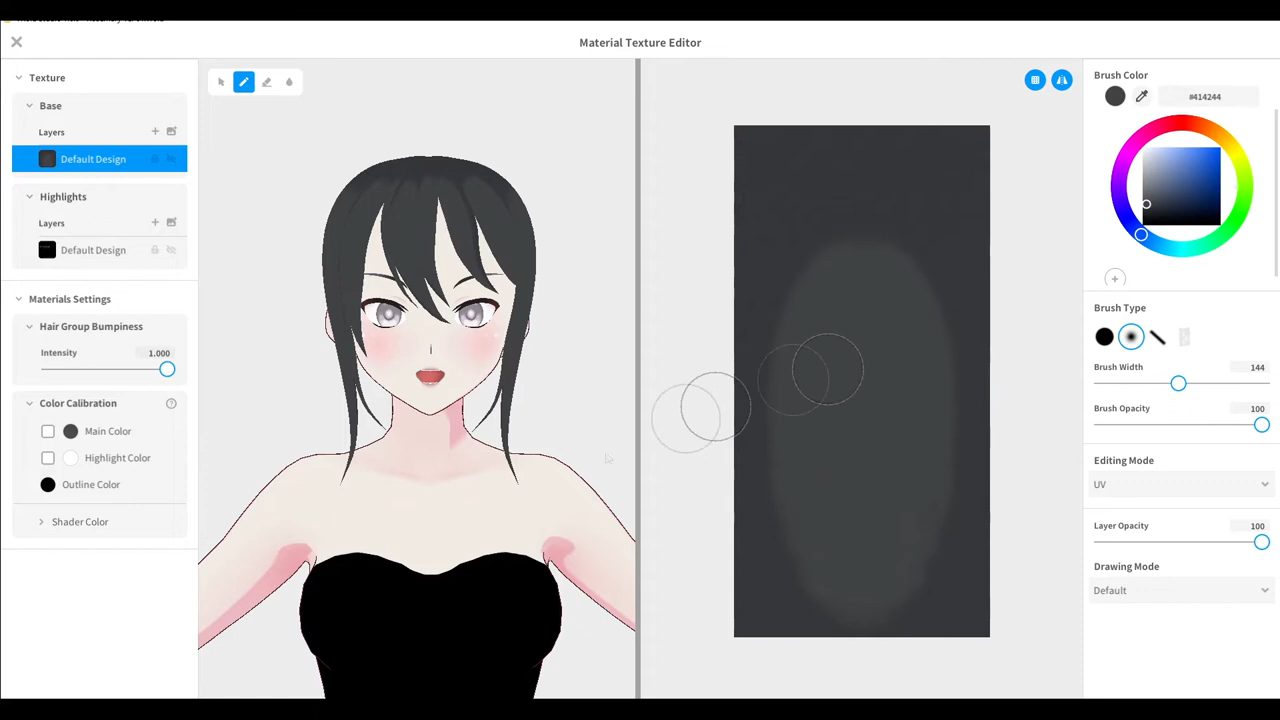 Material Texture Editor
Texture
Base
Layers
Default Design
Highlights
Layers
Default Design
Materials Settings
Hair Group Bumpiness
Intensity 1.000
Color Calibration
Main Color
Highlight Color
Outline Color
Shader Color
Brush Color
#414244
Brush Type
Brush Width 144
Brush Opacity 100
Editing Mode
UV
Layer Opacity 100
Drawing Mode
Default